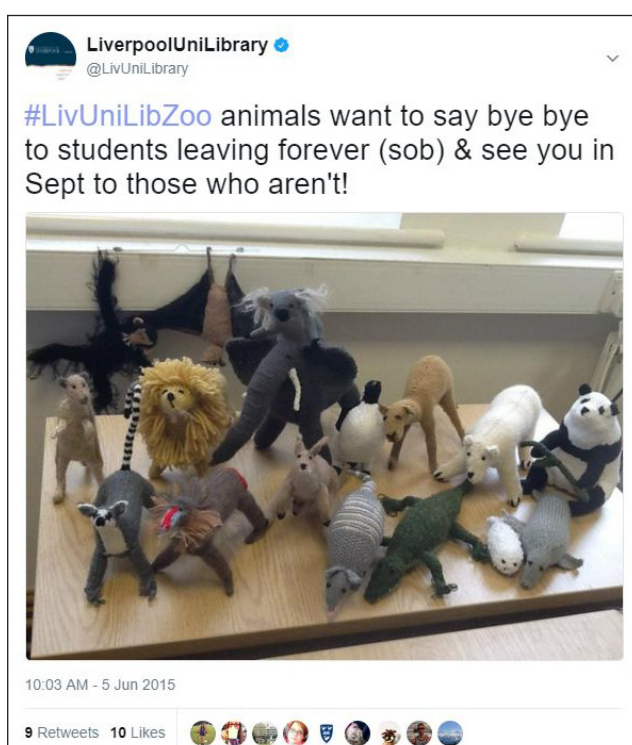 LiverpoolUniLibrary
@LivUniLibrary
#LivUniLibZoo animals want to say bye bye
to students leaving forever (sob) & see you in
Sept to those who aren't!
10:03 AM - 5 Jun 2015
9 Retweets 10 Likes